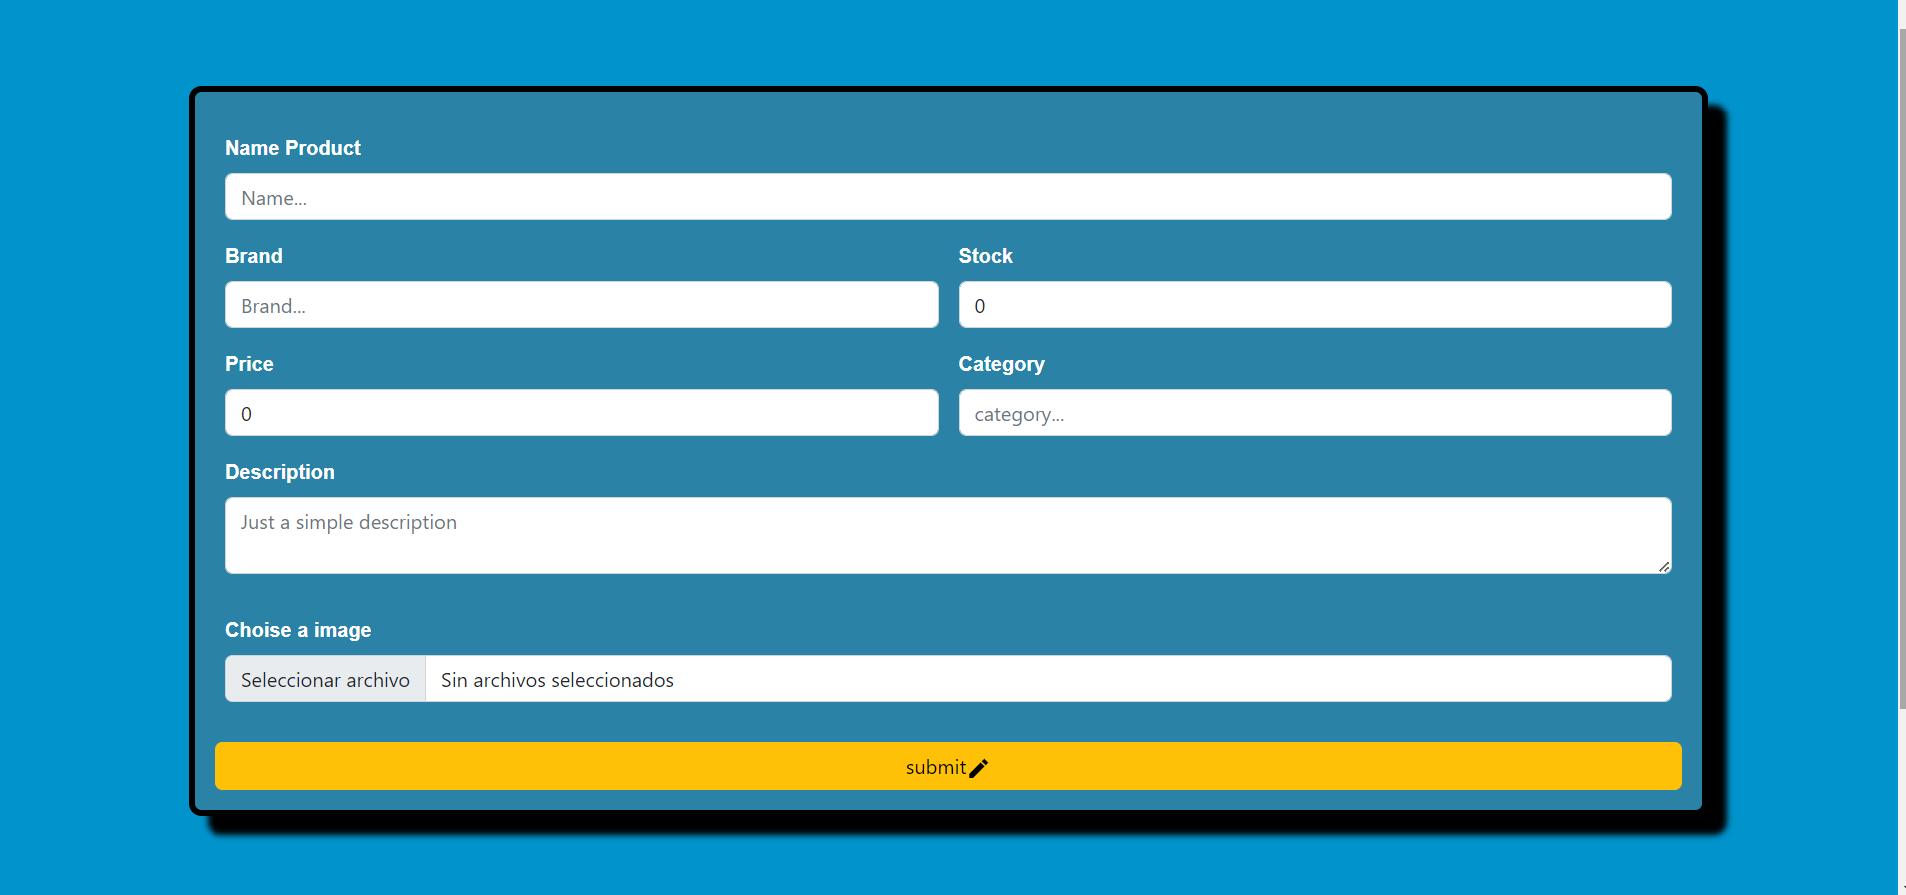 Name Product
Name...
Brand
Stock
Brand...
0
Price
Category
0
category...
Description
Just a simple description
Choise a image
Seleccionar archivo
Sin archivos seleccionados
submit